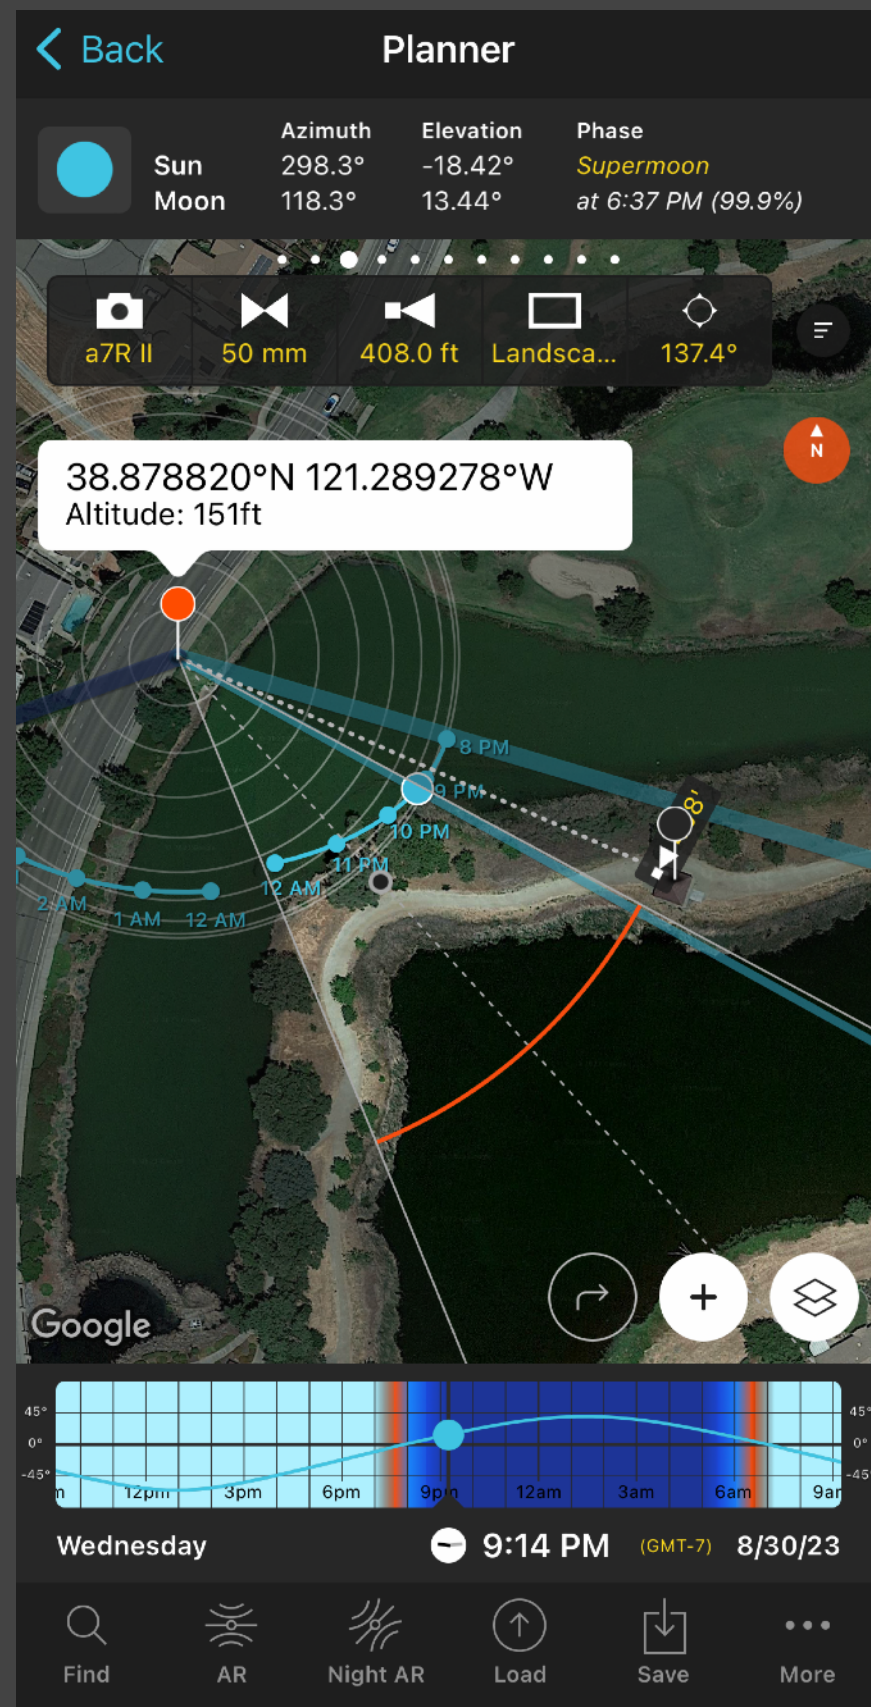 Back
Planner
Azimuth Elevation Phase
Sun 298.3° -18.42° Supermoon
Moon 118.3° 13.44° at 6:37 PM (99.9%)
a7R II 50 mm 408.0 ft Landsca... 137.4°
N
38.878820°N 121.289278°W
Altitude: 151ft
8 PM
9 PM
10 PM
11 PM
12 AM
2 AM
1 AM
12 AM
Google
45° 45°
0° 0°
-45° -45°
12pm 3pm 6pm 9pm 12am 3am 6am
Wednesday 9:14 PM (GMT-7) 8/30/23
Find AR Night AR Load Save More